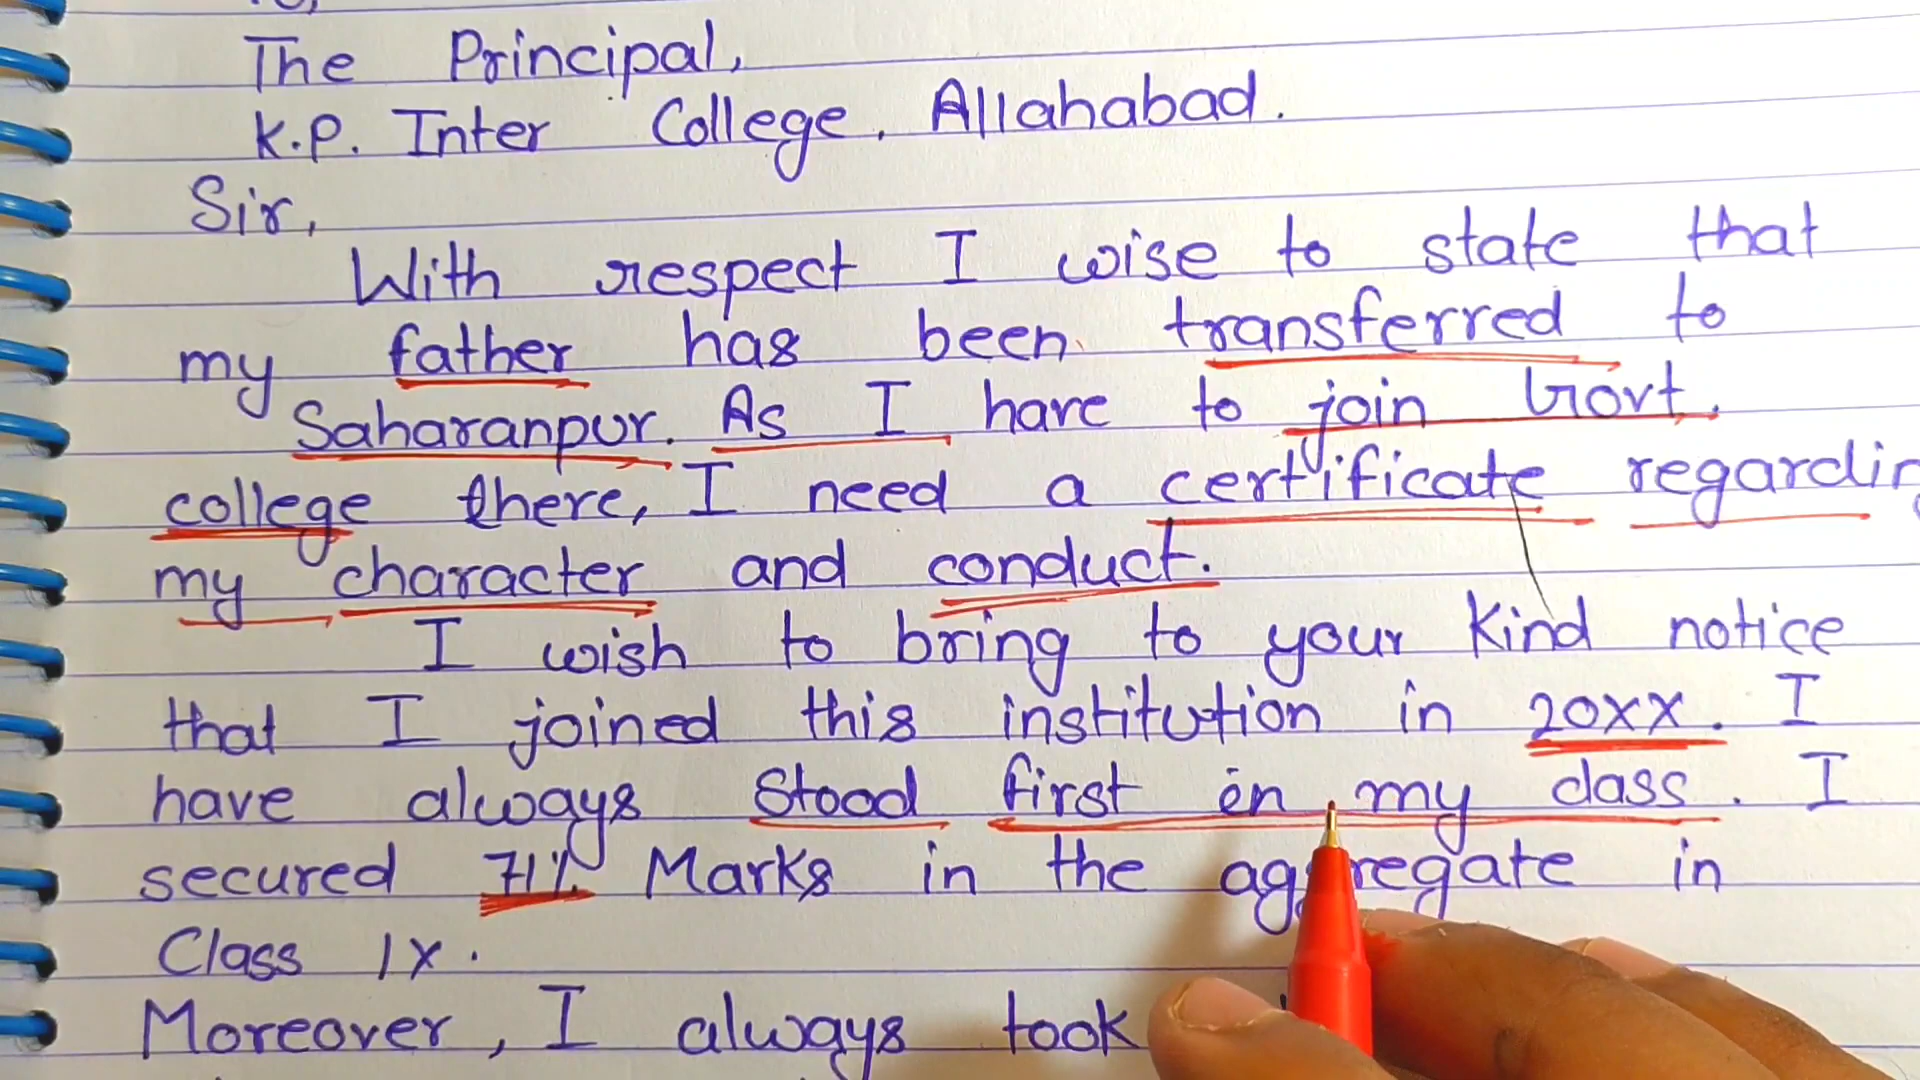 The Principal,
K.P. Inter College. Allahabad.
Sir,
With respect I wise to state that
my father has been transferred to
Saharanpur. As I have to join Govt.
college there, I need a certificate regardin
my character and conduct.
I wish to bring to your kind notice
that I joined this institution in 20XX. I
have always stood first in my class. I
secured 71% Marks in the aggregate in
Class IX.
Moreover, I always took